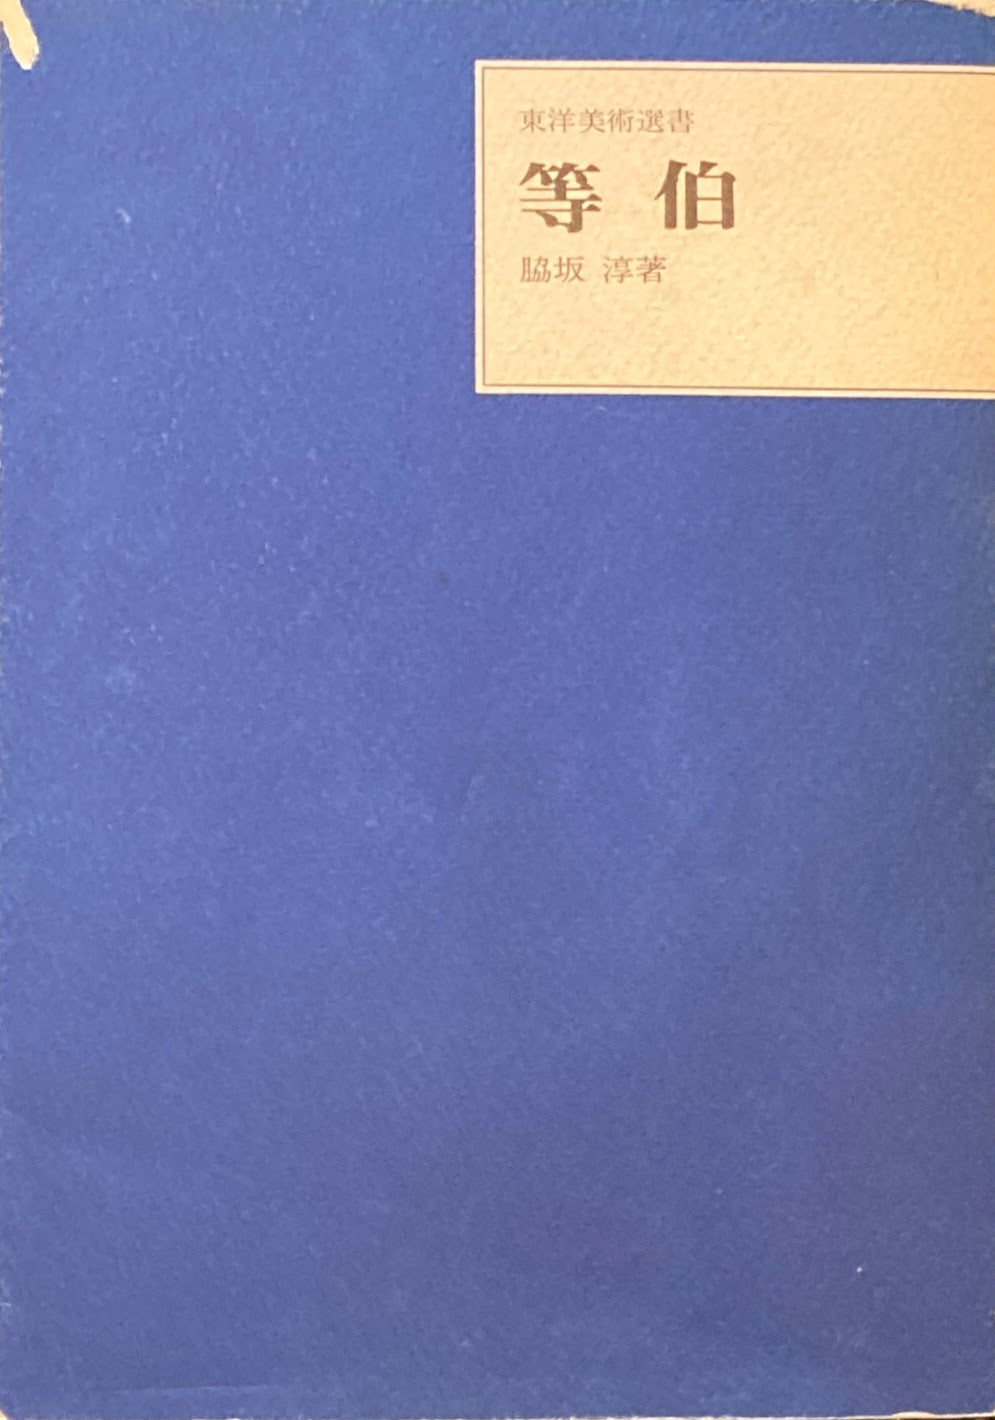 東洋美術選書
等 伯
脇坂 淳著